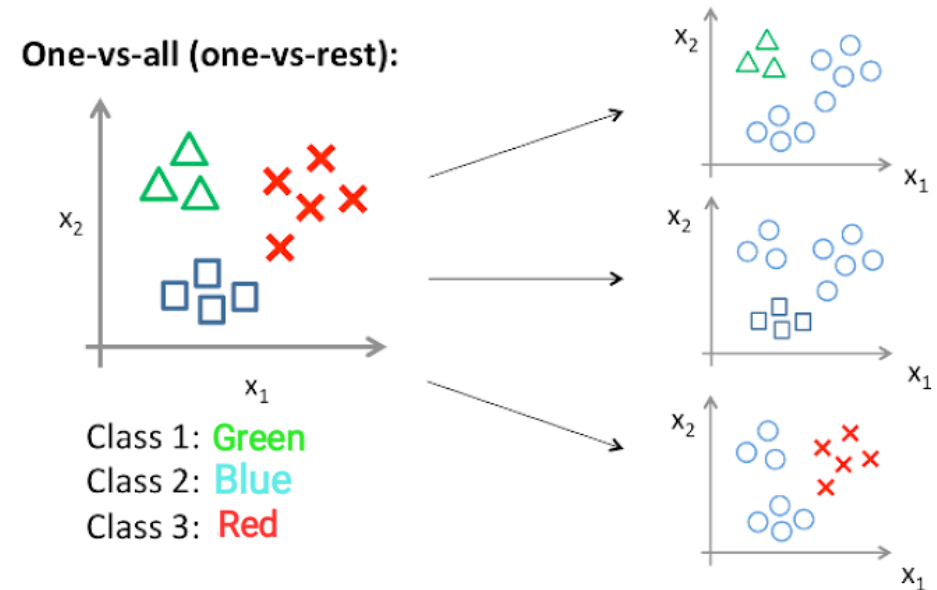 One-vs-all (one-vs-rest):
x₂
x₁
Class 1: Green
Class 2: Blue
Class 3: Red
x₂
x₁
x₂
x₁
x₂
x₁